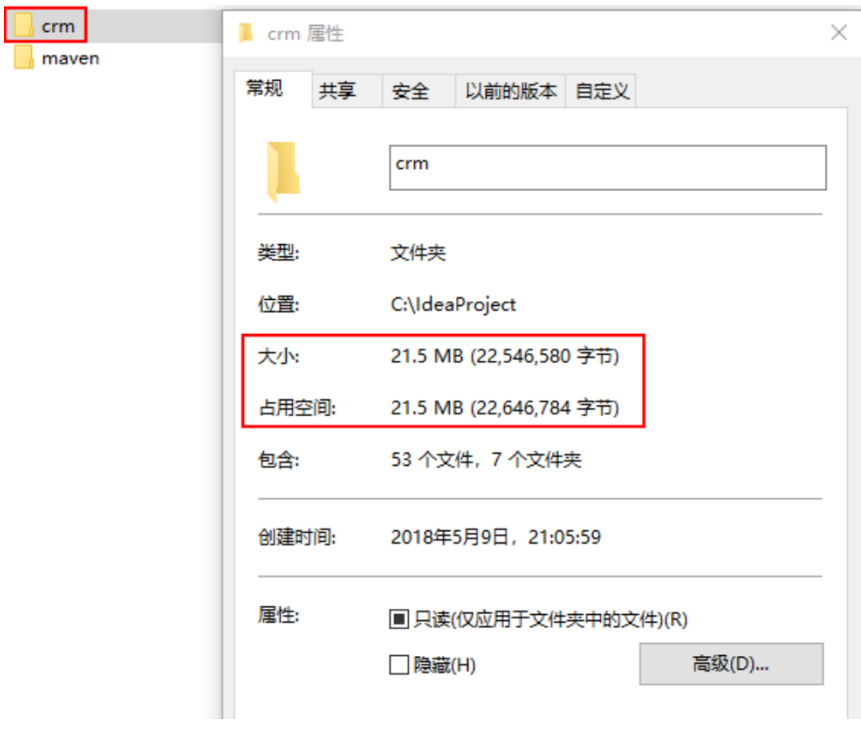 crm
maven
crm 属性
常规 共享 安全 以前的版本 自定义
crm
类型: 文件夹
位置: C:\IdeaProject
大小: 21.5 MB (22,546,580 字节)
占用空间: 21.5 MB (22,646,784 字节)
包含: 53 个文件，7 个文件夹
创建时间: 2018年5月9日，21:05:59
属性: 只读(仅应用于文件夹中的文件)(R)
隐藏(H) 高级(D)...